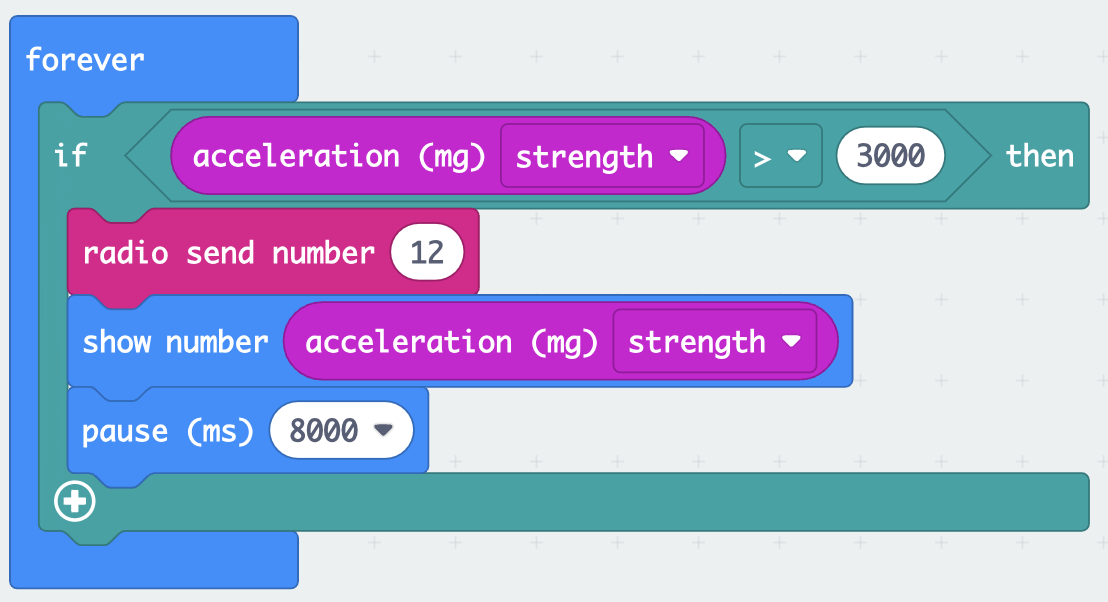 forever
if acceleration (mg) strength > 3000 then
radio send number 12
show number acceleration (mg) strength
pause (ms) 8000